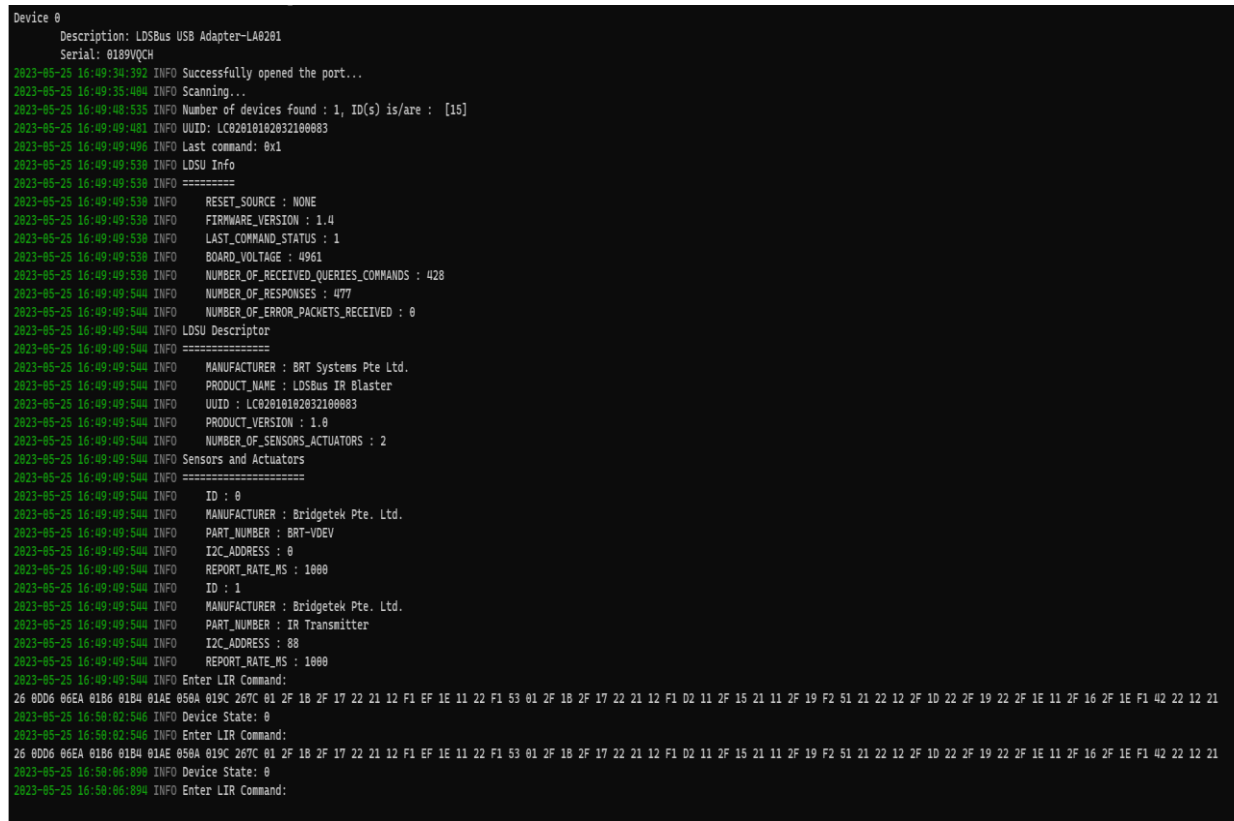 Device 0
Description: LDSBus USB Adapter-LA0201
Serial: 0189VQCH
2023-05-25 16:49:34:392 INFO Successfully opened the port...
2023-05-25 16:49:35:404 INFO Scanning...
2023-05-25 16:49:48:535 INFO Number of devices found : 1, ID(s) is/are :  [15]
2023-05-25 16:49:49:481 INFO UUID: LC02010102032100083
2023-05-25 16:49:49:496 INFO Last command: 0x1
2023-05-25 16:49:49:530 INFO LDSU Info
2023-05-25 16:49:49:530 INFO =========
2023-05-25 16:49:49:530 INFO     RESET_SOURCE : NONE
2023-05-25 16:49:49:530 INFO     FIRMWARE_VERSION : 1.4
2023-05-25 16:49:49:530 INFO     LAST_COMMAND_STATUS : 1
2023-05-25 16:49:49:530 INFO     BOARD_VOLTAGE : 4961
2023-05-25 16:49:49:530 INFO     NUMBER_OF_RECEIVED_QUERIES_COMMANDS : 428
2023-05-25 16:49:49:544 INFO     NUMBER_OF_RESPONSES : 477
2023-05-25 16:49:49:544 INFO     NUMBER_OF_ERROR_PACKETS_RECEIVED : 0
2023-05-25 16:49:49:544 INFO LDSU Descriptor
2023-05-25 16:49:49:544 INFO ===============
2023-05-25 16:49:49:544 INFO     MANUFACTURER : BRT Systems Pte Ltd.
2023-05-25 16:49:49:544 INFO     PRODUCT_NAME : LDSBus IR Blaster
2023-05-25 16:49:49:544 INFO     UUID : LC02010102032100083
2023-05-25 16:49:49:544 INFO     PRODUCT_VERSION : 1.0
2023-05-25 16:49:49:544 INFO     NUMBER_OF_SENSORS_ACTUATORS : 2
2023-05-25 16:49:49:544 INFO Sensors and Actuators
2023-05-25 16:49:49:544 INFO =====================
2023-05-25 16:49:49:544 INFO     ID : 0
2023-05-25 16:49:49:544 INFO     MANUFACTURER : Bridgetek Pte. Ltd.
2023-05-25 16:49:49:544 INFO     PART_NUMBER : BRT-VDEV
2023-05-25 16:49:49:544 INFO     I2C_ADDRESS : 0
2023-05-25 16:49:49:544 INFO     REPORT_RATE_MS : 1000
2023-05-25 16:49:49:544 INFO     ID : 1
2023-05-25 16:49:49:544 INFO     MANUFACTURER : Bridgetek Pte. Ltd.
2023-05-25 16:49:49:544 INFO     PART_NUMBER : IR Transmitter
2023-05-25 16:49:49:544 INFO     I2C_ADDRESS : 88
2023-05-25 16:49:49:544 INFO     REPORT_RATE_MS : 1000
2023-05-25 16:49:49:544 INFO Enter LIR Command:
26 0DD6 06EA 01B6 01B4 01AE 050A 019C 267C 01 2F 1B 2F 17 22 21 12 F1 EF 1E 11 22 F1 53 01 2F 1B 2F 17 22 21 12 F1 D2 11 2F 15 21 11 2F 19 F2 51 21 22 12 2F 1D 22 2F 19 22 2F 1E 11 2F 16 2F 1E F1 42 22 12 21
2023-05-25 16:50:02:546 INFO Device State: 0
2023-05-25 16:50:02:546 INFO Enter LIR Command:
26 0DD6 06EA 01B6 01B4 01AE 050A 019C 267C 01 2F 1B 2F 17 22 21 12 F1 EF 1E 11 22 F1 53 01 2F 1B 2F 17 22 21 12 F1 D2 11 2F 15 21 11 2F 19 F2 51 21 22 12 2F 1D 22 2F 19 22 2F 1E 11 2F 16 2F 1E F1 42 22 12 21
2023-05-25 16:50:06:890 INFO Device State: 0
2023-05-25 16:50:06:894 INFO Enter LIR Command: